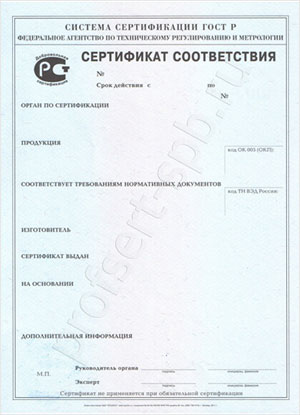 СИСТЕМА СЕРТИФИКАЦИИ ГОСТ Р
ФЕДЕРАЛЬНОЕ АГЕНТСТВО ПО ТЕХНИЧЕСКОМУ РЕГУЛИРОВАНИЮ И МЕТРОЛОГИИ
Добровольная
сертификация
СЕРТИФИКАТ СООТВЕТСТВИЯ
№
Срок действия с по
№
ОРГАН ПО СЕРТИФИКАЦИИ
ПРОДУКЦИЯ
код ОК-005 (ОКП):
СООТВЕТСТВУЕТ ТРЕБОВАНИЯМ НОРМАТИВНЫХ ДОКУМЕНТОВ
код ТН ВЭД России:
ИЗГОТОВИТЕЛЬ
СЕРТИФИКАТ ВЫДАН
НА ОСНОВАНИИ
ДОПОЛНИТЕЛЬНАЯ ИНФОРМАЦИЯ
Руководитель органа
подпись инициалы, фамилия
М.П.
Эксперт
подпись инициалы, фамилия
Сертификат не применяется при обязательной сертификации
profsert-spb.ru